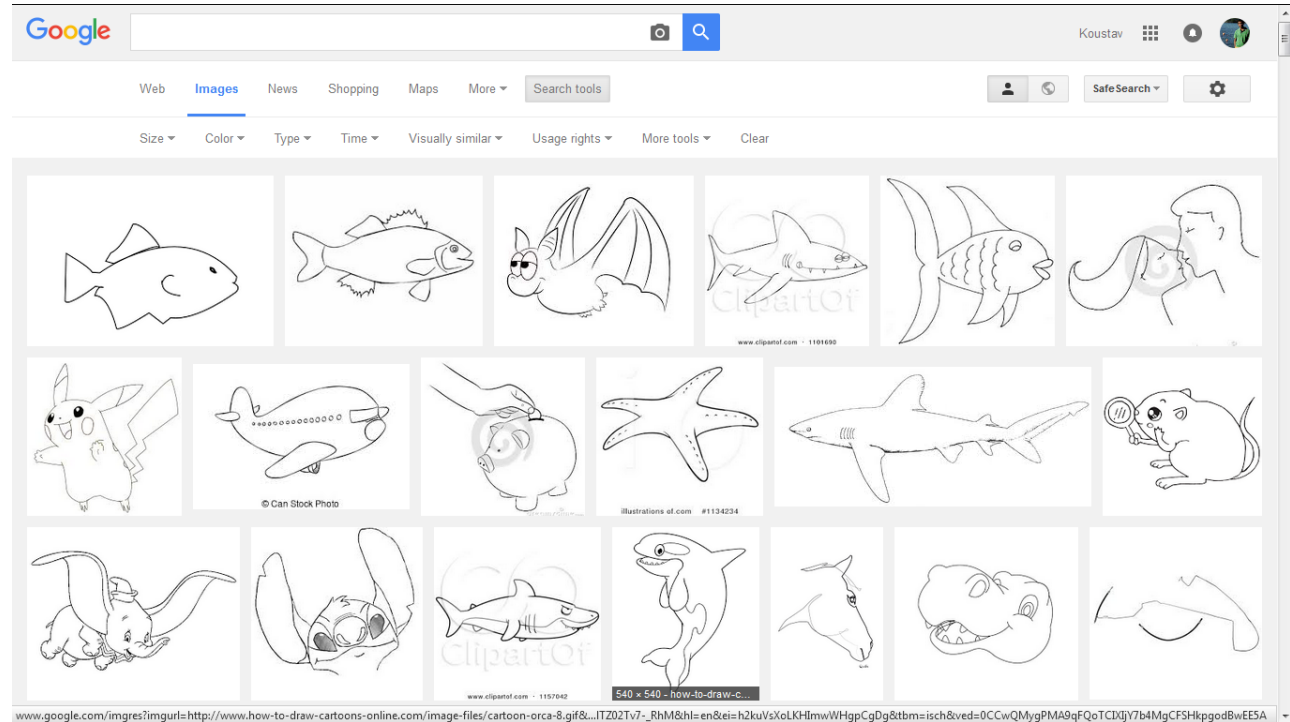 Google
Koustav
Web Images News Shopping Maps More Search tools SafeSearch
Size Color Type Time Visually similar Usage rights More tools Clear
ClipartOf
www.clipartof.com · 1101690
© Can Stock Photo
illustrations of.com #1134234
ClipartOf
www.clipartof.com · 1157042
540 × 540 - how-to-draw-c...
www.google.com/imgres?imgurl=http://www.how-to-draw-cartoons-online.com/image-files/cartoon-orca-8.gif&...ITZ02Tv7-_RhM&hl=en&ei=h2kuVsXoLKHImwWHgpCgDg&tbm=isch&ved=0CCwQMygPMA9qFQoTCIXIjY7b4MgCFSHkpgodBwEE5A